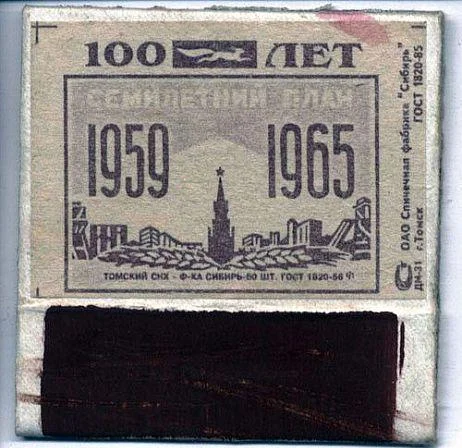 100 ЛЕТ
СЕМИЛЕТНИЙ ПЛАН
1959 1965
ТОМСКИЙ СНХ - Ф-КА СИБИРЬ-50 ШТ. ГОСТ 1820-56
ОАО Спичечная фабрика "Сибирь"
ДМ-31 г.Томск ГОСТ 1820-85